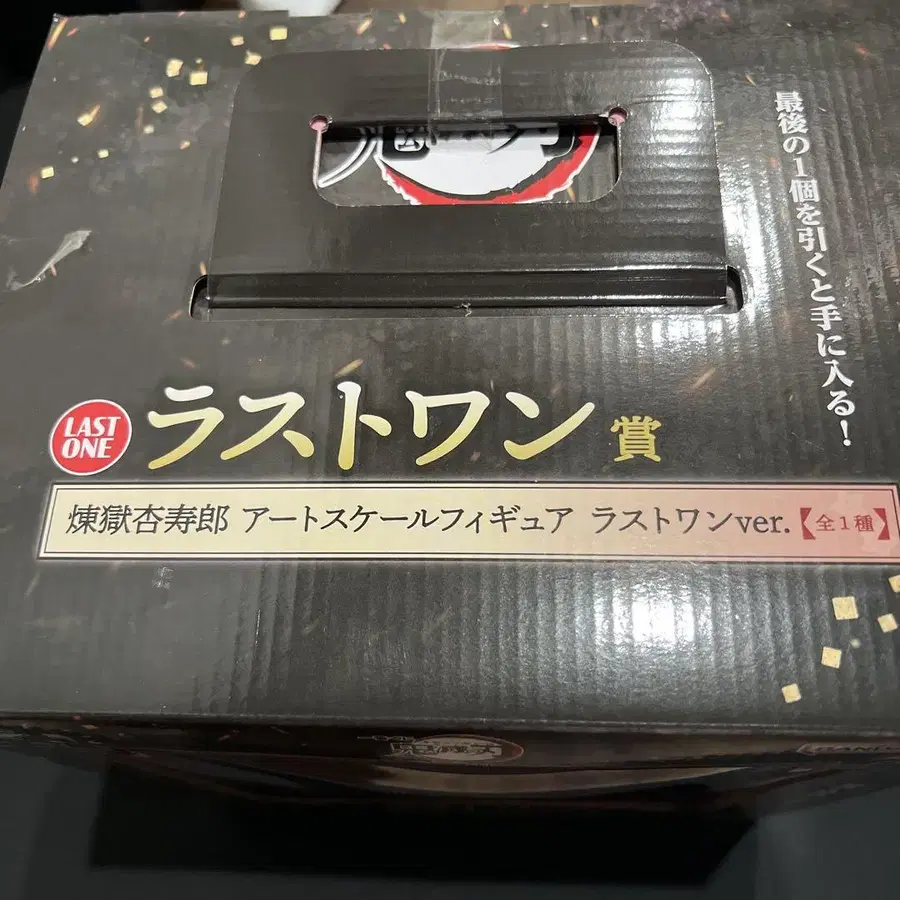 最後の1個を引くと手に入る!
LAST
ONE
ラストワン賞
煉獄杏寿郎 アートスケールフィギュア ラストワンver.【全1種】